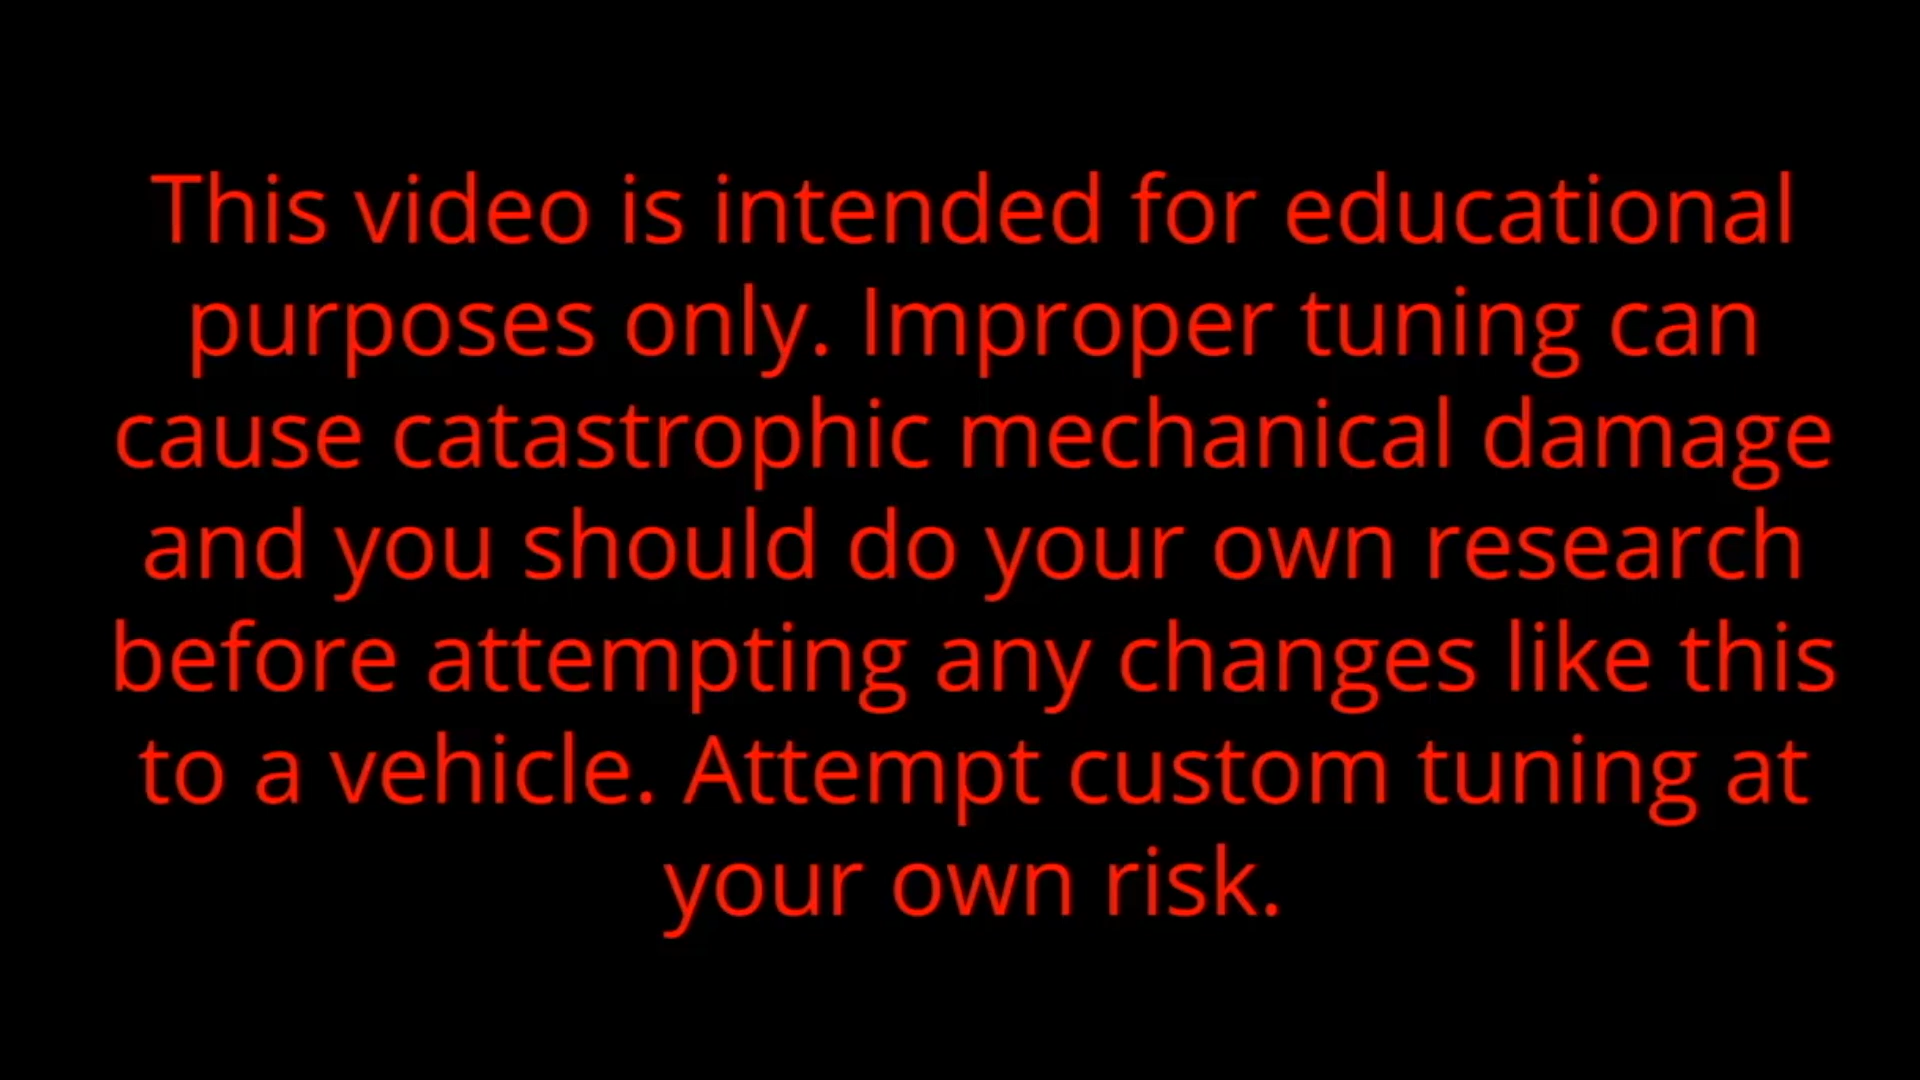 This video is intended for educational
purposes only. Improper tuning can
cause catastrophic mechanical damage
and you should do your own research
before attempting any changes like this
to a vehicle. Attempt custom tuning at
your own risk.